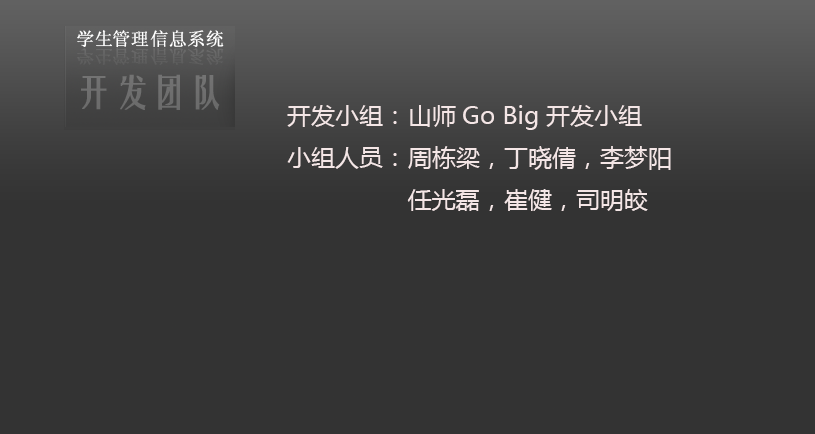 学生管理信息系统
开发团队
开发小组：山师 Go Big 开发小组
小组人员：周栋梁，丁晓倩，李梦阳
任光磊，崔健，司明皎